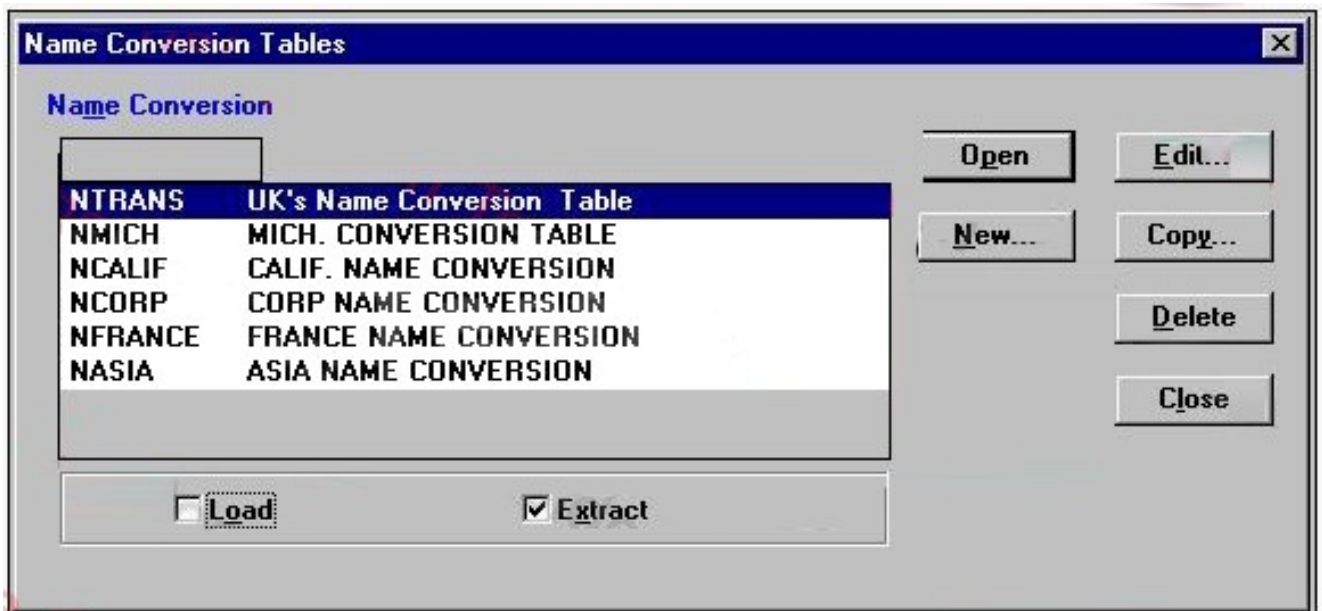 Name Conversion Tables
Name Conversion
Open Edit...
NTRANS UK's Name Conversion Table
NMICH MICH. CONVERSION TABLE
New... Copy...
NCALIF CALIF. NAME CONVERSION
NCORP CORP NAME CONVERSION
Delete
NFRANCE FRANCE NAME CONVERSION
NASIA ASIA NAME CONVERSION
Close
Load Extract